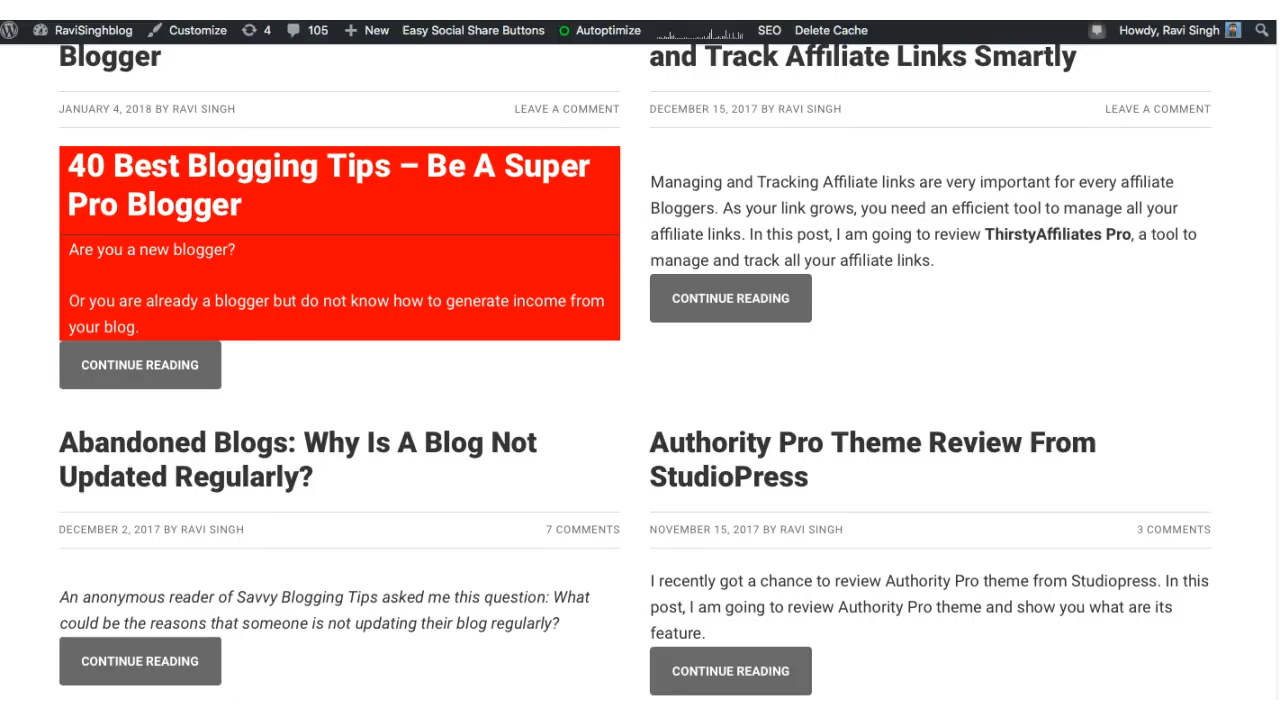 RaviSinghblog Customize 4 105 New Easy Social Share Buttons Autoptimize SEO Delete Cache Howdy, Ravi Singh
Blogger
JANUARY 4, 2018 BY RAVI SINGH LEAVE A COMMENT
40 Best Blogging Tips – Be A Super
Pro Blogger
Are you a new blogger?
Or you are already a blogger but do not know how to generate income from
your blog.
CONTINUE READING
and Track Affiliate Links Smartly
DECEMBER 15, 2017 BY RAVI SINGH LEAVE A COMMENT
Managing and Tracking Affiliate links are very important for every affiliate
Bloggers. As your link grows, you need an efficient tool to manage all your
affiliate links. In this post, I am going to review ThirstyAffiliates Pro, a tool to
manage and track all your affiliate links.
CONTINUE READING
Abandoned Blogs: Why Is A Blog Not
Updated Regularly?
DECEMBER 2, 2017 BY RAVI SINGH 7 COMMENTS
An anonymous reader of Savvy Blogging Tips asked me this question: What
could be the reasons that someone is not updating their blog regularly?
CONTINUE READING
Authority Pro Theme Review From
StudioPress
NOVEMBER 15, 2017 BY RAVI SINGH 3 COMMENTS
I recently got a chance to review Authority Pro theme from Studiopress. In this
post, I am going to review Authority Pro theme and show you what are its
feature.
CONTINUE READING